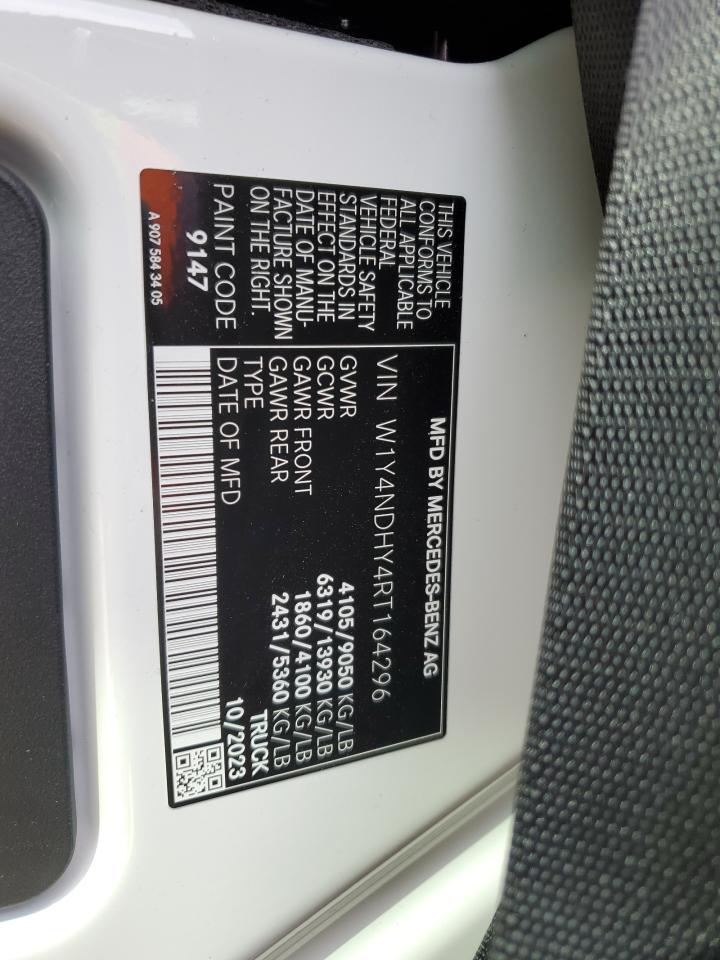 THIS VEHICLE
CONFORMS TO
ALL APPLICABLE
FEDERAL
VEHICLE SAFETY
STANDARDS IN
EFFECT ON THE
DATE OF MANU-
FACTURE SHOWN
ON THE RIGHT.
PAINT CODE
9147
A 907 584 34 05
MFD BY MERCEDES-BENZ AG
VIN W1Y4NDHY4RT164296
GVWR 4105/9050 KG/LB
GCWR 6319/13930 KG/LB
GAWR FRONT 1860/4100 KG/LB
GAWR REAR 2431/5360 KG/LB
TYPE TRUCK
DATE OF MFD 10/2023